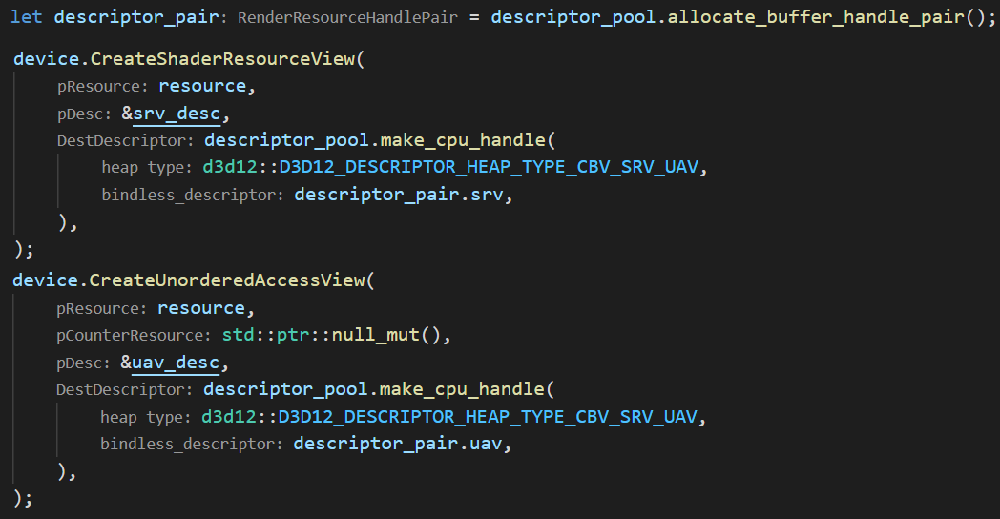 let descriptor_pair: RenderResourceHandlePair = descriptor_pool.allocate_buffer_handle_pair();
device.CreateShaderResourceView(
pResource: resource,
pDesc: &srv_desc,
DestDescriptor: descriptor_pool.make_cpu_handle(
heap_type: d3d12::D3D12_DESCRIPTOR_HEAP_TYPE_CBV_SRV_UAV,
bindless_descriptor: descriptor_pair.srv,
),
);
device.CreateUnorderedAccessView(
pResource: resource,
pCounterResource: std::ptr::null_mut(),
pDesc: &uav_desc,
DestDescriptor: descriptor_pool.make_cpu_handle(
heap_type: d3d12::D3D12_DESCRIPTOR_HEAP_TYPE_CBV_SRV_UAV,
bindless_descriptor: descriptor_pair.uav,
),
);